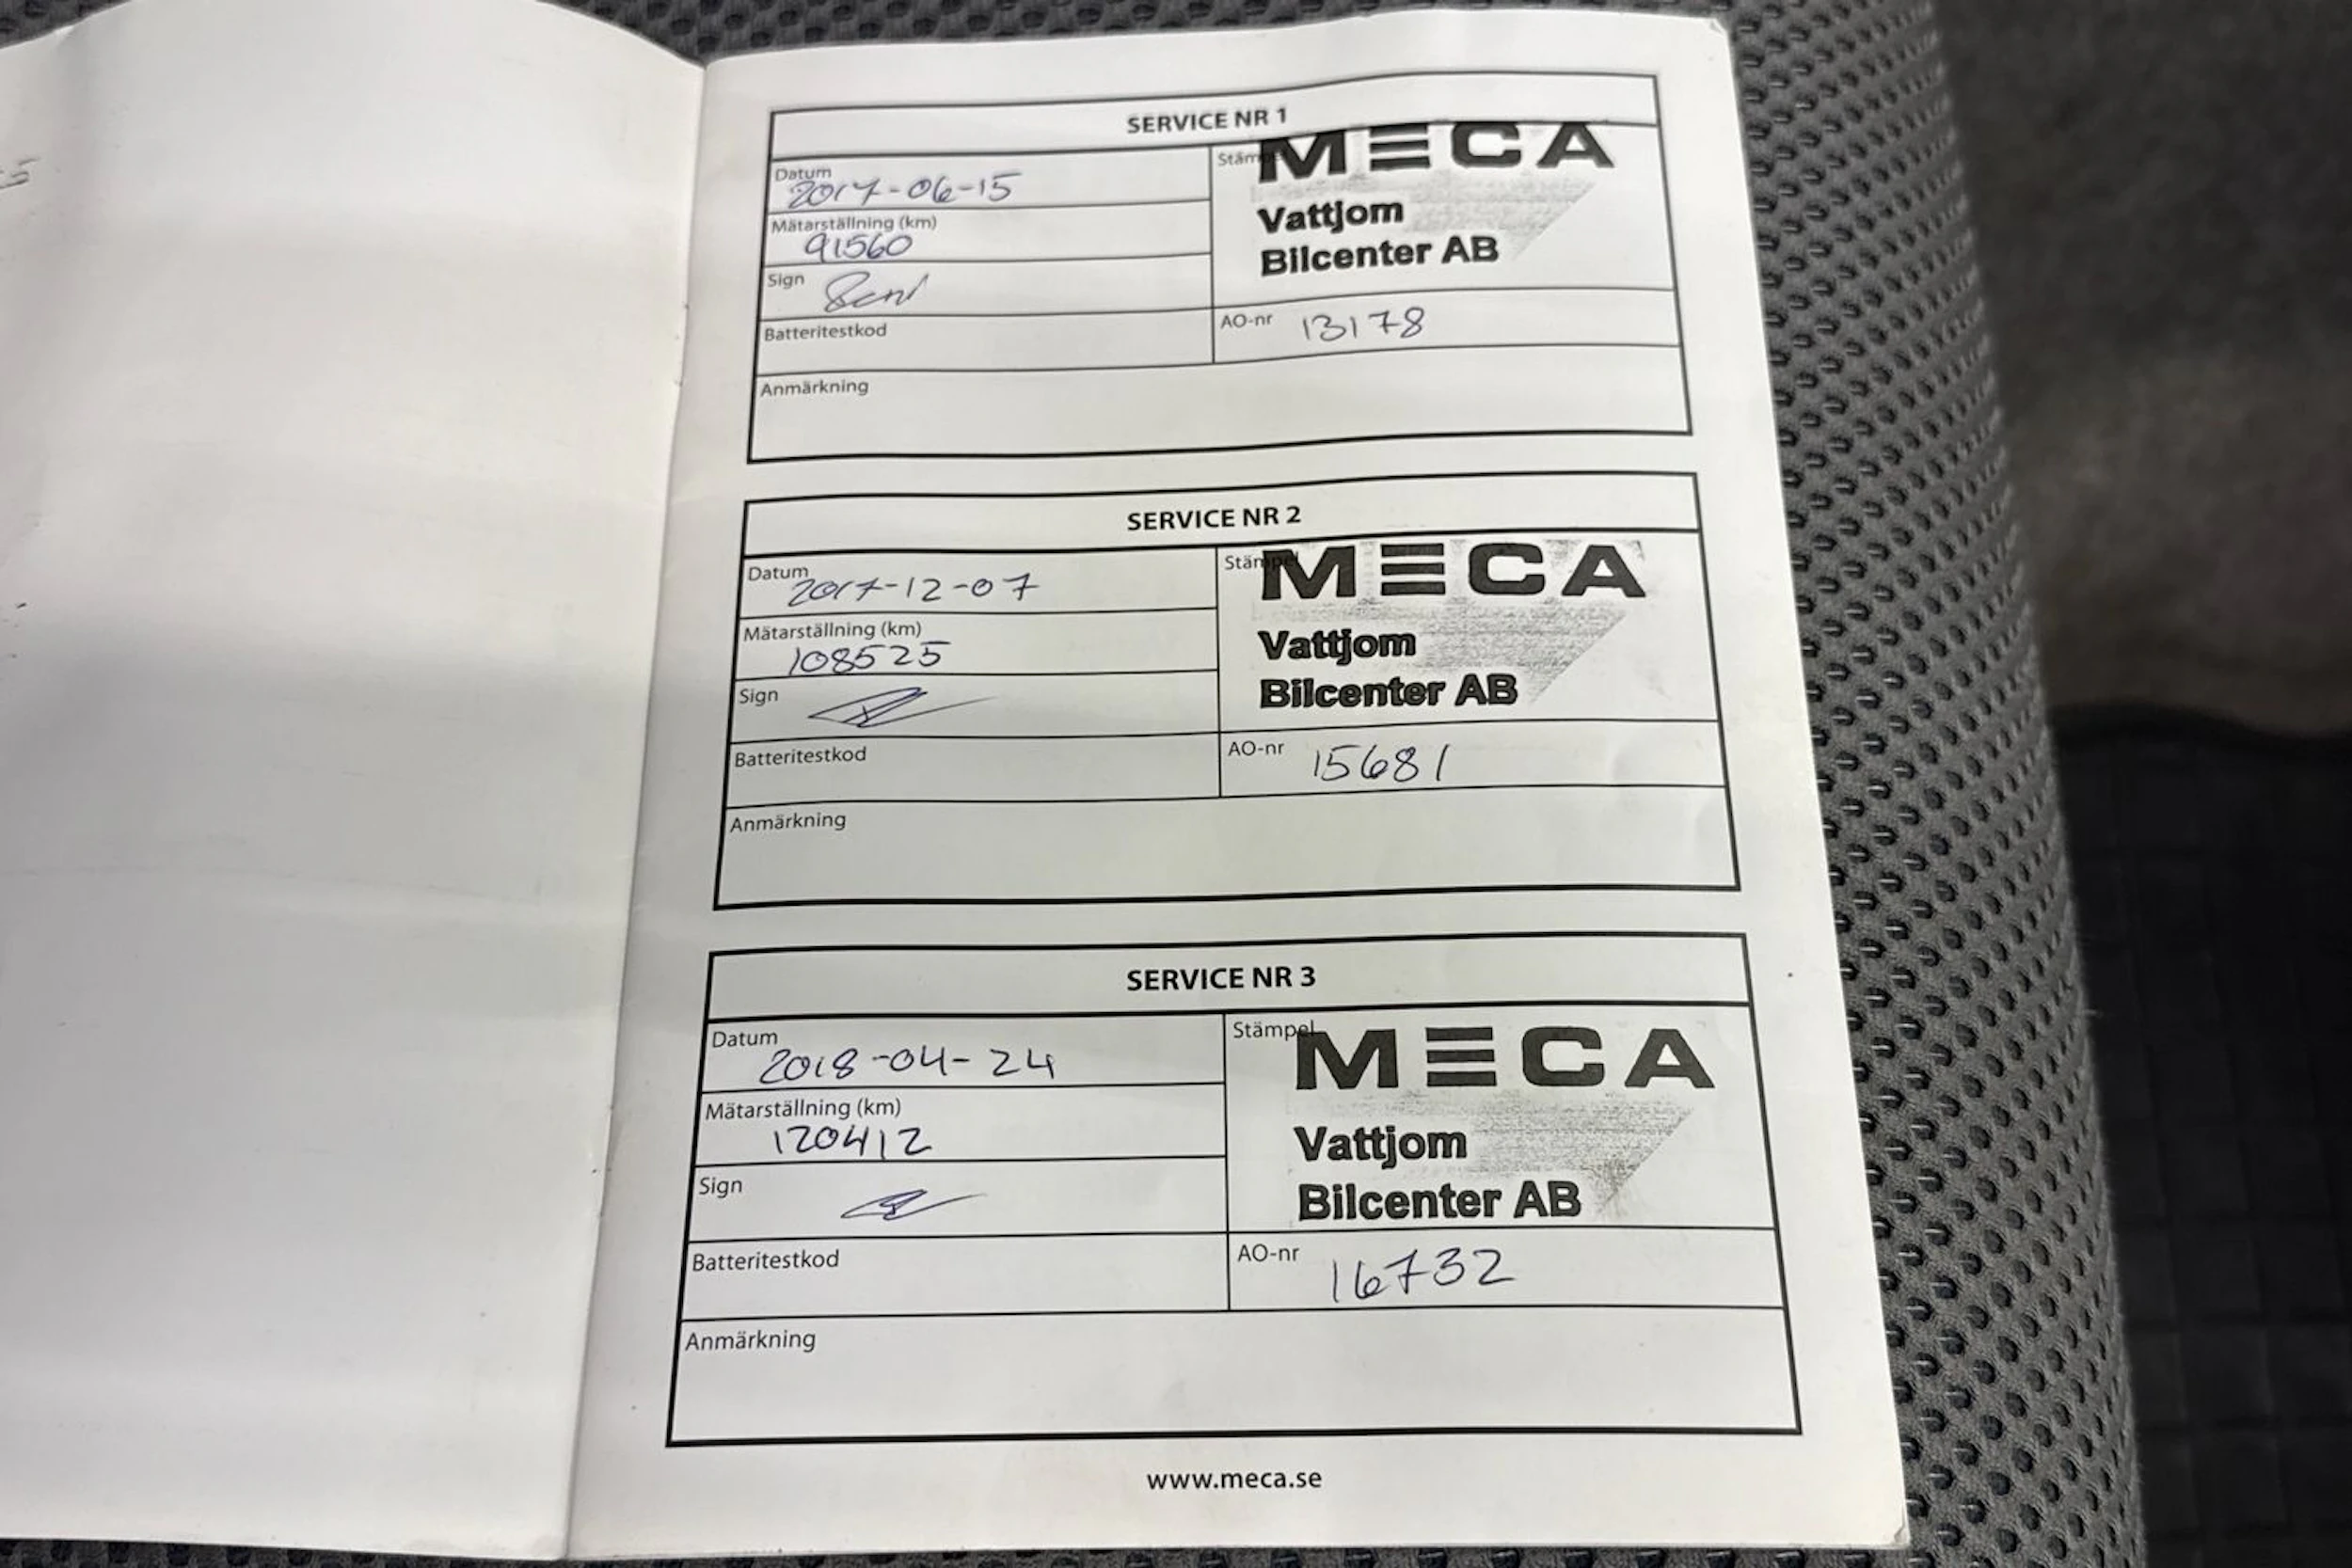 SERVICE NR 1
Datum
2017-06-15
Stämpel
MECA
Vattjom
Bilcenter AB
Mätarställning (km)
91560
Sign
Batteritestkod
AO-nr 13178
Anmärkning
SERVICE NR 2
Datum
2017-12-07
Stämpel
MECA
Vattjom
Bilcenter AB
Mätarställning (km)
108525
Sign
Batteritestkod
AO-nr 15681
Anmärkning
SERVICE NR 3
Datum
2018-04-24
Stämpel
MECA
Vattjom
Bilcenter AB
Mätarställning (km)
120412
Sign
Batteritestkod
AO-nr 16732
Anmärkning
www.meca.se